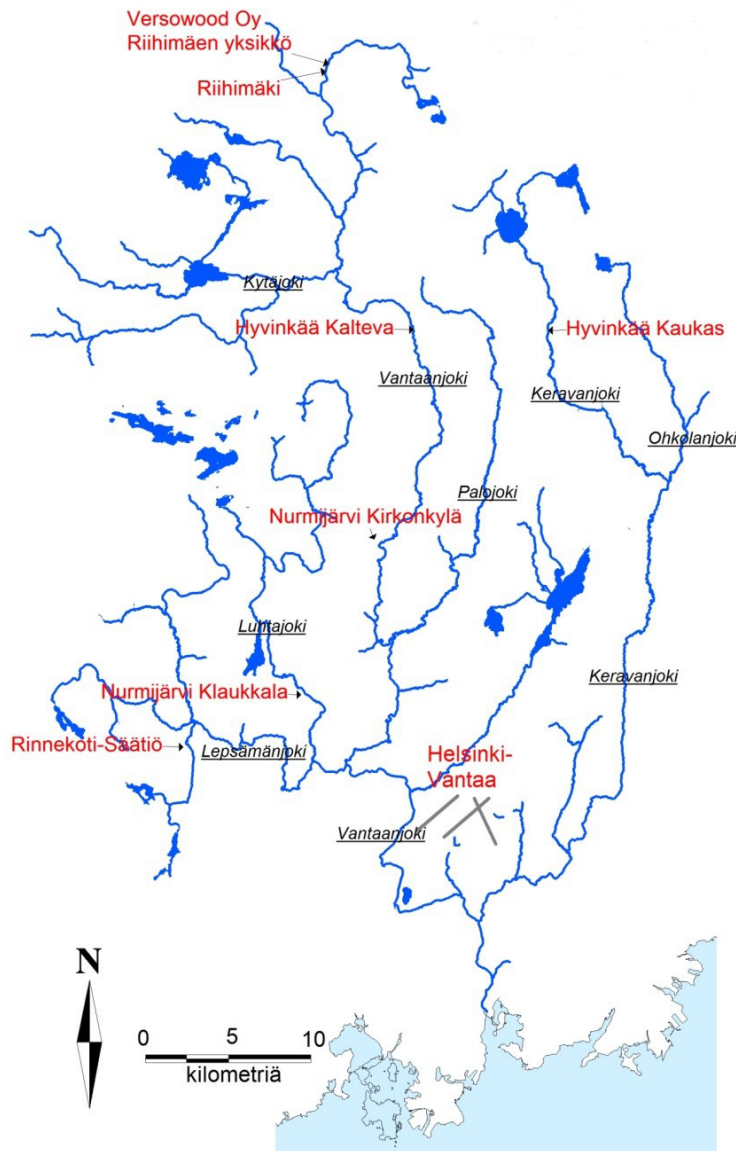 Versowood Oy
Riihimäen yksikkö
Riihimäki
Kytäjoki
Hyvinkää Kalteva
Hyvinkää Kaukas
Vantaanjoki
Keravanjoki
Ohkolanjoki
Palojoki
Nurmijärvi Kirkonkylä
Luhtajoki
Keravanjoki
Nurmijärvi Klaukkala
Rinnekoti-Säätiö
Lepsämänjoki
Helsinki-
Vantaa
Vantaanjoki
N
0 5 10
kilometriä